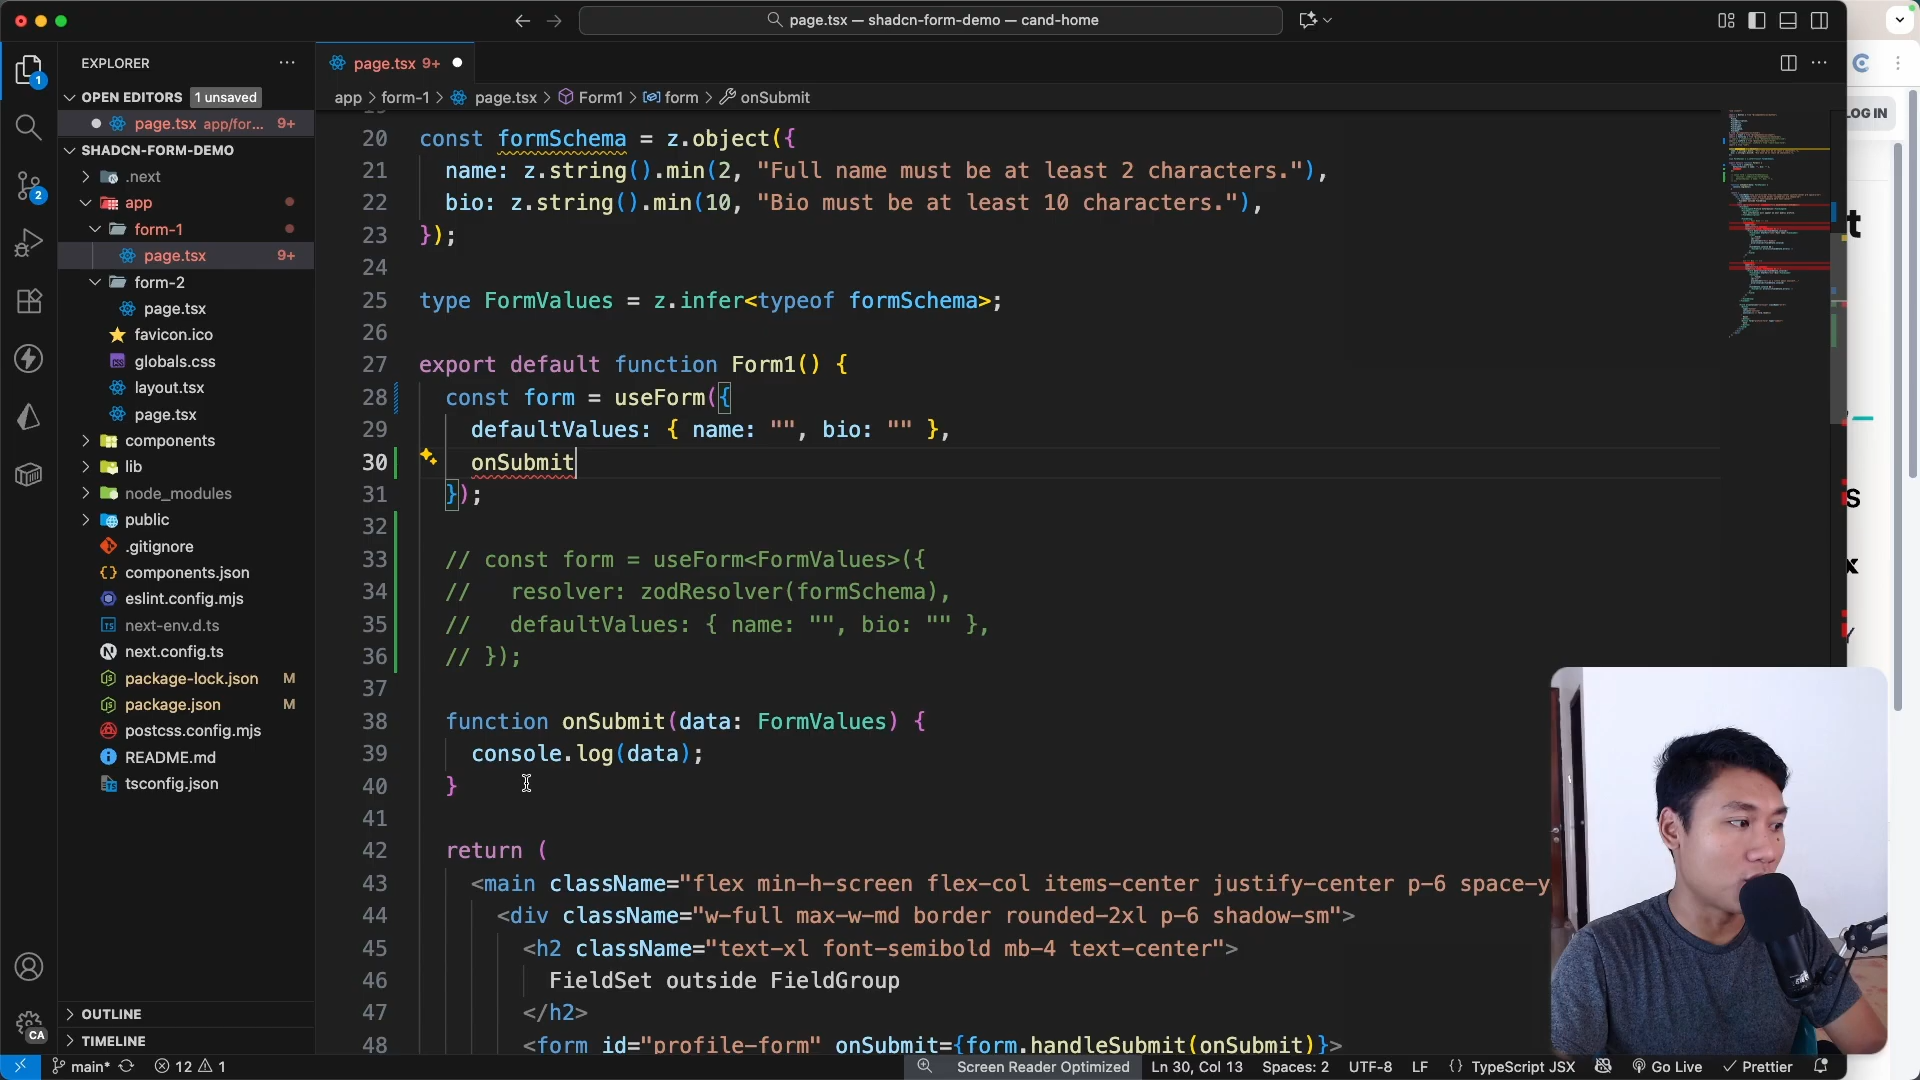 page.tsx — shadcn-form-demo — cand-home
EXPLORER
page.tsx 9+
LOG IN
OPEN EDITORS 1 unsaved
app > form-1 > page.tsx > Form1 > form > onSubmit
page.tsx app/for... 9+
SHADCN-FORM-DEMO
.next
app
form-1
page.tsx 9+
form-2
page.tsx
favicon.ico
globals.css
layout.tsx
page.tsx
components
lib
node_modules
public
.gitignore
components.json
eslint.config.mjs
next-env.d.ts
next.config.ts
package-lock.json M
package.json M
postcss.config.mjs
README.md
tsconfig.json
OUTLINE
TIMELINE
1
2
CA
20 const formSchema = z.object({
21 name: z.string().min(2, "Full name must be at least 2 characters."),
22 bio: z.string().min(10, "Bio must be at least 10 characters."),
23 });
24
25 type FormValues = z.infer<typeof formSchema>;
26
27 export default function Form1() {
28 const form = useForm({
29 defaultValues: { name: "", bio: "" },
30 onSubmit
31 });
32
33 // const form = useForm<FormValues>({
34 //   resolver: zodResolver(formSchema),
35 //   defaultValues: { name: "", bio: "" },
36 // });
37
38 function onSubmit(data: FormValues) {
39 console.log(data);
40 }
41
42 return (
43 <main className="flex min-h-screen flex-col items-center justify-center p-6 space-y
44 <div className="w-full max-w-md border rounded-2xl p-6 shadow-sm">
45 <h2 className="text-xl font-semibold mb-4 text-center">
46 FieldSet outside FieldGroup
47 </h2>
48 <form id="profile-form" onSubmit={form.handleSubmit(onSubmit)}>
main* 12 1 Screen Reader Optimized Ln 30, Col 13 Spaces: 2 UTF-8 LF {} TypeScript JSX Go Live Prettier